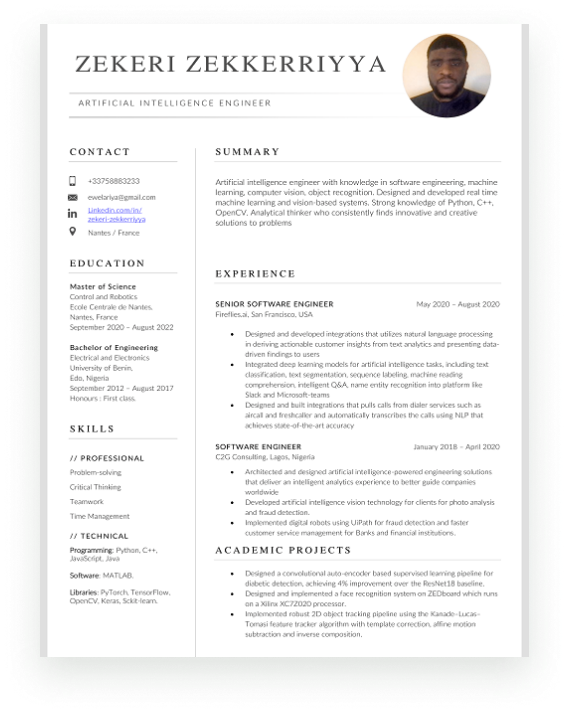 ZEKERI ZEKKERRIYYA
ARTIFICIAL INTELLIGENCE ENGINEER
CONTACT
+33758883233
ewelariya@gmail.com
Linkedin.com/in/
zekeri-zekkerriyya
Nantes / France
EDUCATION
Master of Science
Control and Robotics
Ecole Centrale de Nantes,
Nantes, France
September 2020 – August 2022
Bachelor of Engineering
Electrical and Electronics
University of Benin,
Edo, Nigeria
September 2012 – August 2017
Honours : First class.
SKILLS
// PROFESSIONAL
Problem-solving
Critical Thinking
Teamwork
Time Management
// TECHNICAL
Programming: Python, C++,
JavaScript, Java
Software: MATLAB,
Libraries: PyTorch, TensorFlow,
OpenCV, Keras, Sckit-learn.
SUMMARY
Artificial intelligence engineer with knowledge in software engineering, machine
learning, computer vision, object recognition. Designed and developed real time
machine learning and vision-based systems. Strong knowledge of Python, C++,
OpenCV. Analytical thinker who consistently finds innovative and creative
solutions to problems
EXPERIENCE
SENIOR SOFTWARE ENGINEER May 2020 – August 2020
Fireflies.ai, San Francisco, USA
• Designed and developed integrations that utilizes natural language processing
in deriving actionable customer insights from text analytics and presenting data-
driven findings to users
• Integrated deep learning models for artificial intelligence tasks, including text
classification, text segmentation, sequence labeling, machine reading
comprehension, intelligent Q&A, name entity recognition into platform like
Slack and Microsoft-teams
• Designed and built integrations that pulls calls from dialer services such as
aircall and freshcaller and automatically transcribes the calls using NLP that
achieves state-of-the-art accuracy
SOFTWARE ENGINEER January 2018 – April 2020
C2G Consulting, Lagos, Nigeria
• Architected and designed artificial intelligence-powered engineering solutions
that deliver an intelligent analytics experience to better guide companies
worldwide
• Developed artificial intelligence vision technology for clients for photo analysis
and fraud detection.
• Implemented digital robots using UiPath for fraud detection and faster
customer service management for Banks and financial institutions.
ACADEMIC PROJECTS
• Designed a convolutional auto-encoder based supervised learning pipeline for
diabetic detection, achieving 4% improvement over the ResNet18 baseline.
• Designed and implemented a face recognition system on ZEDboard which runs
on a Xilinx XC7Z020 processor.
• Implemented robust 2D object tracking pipeline using the Kanade–Lucas–
Tomasi feature tracker algorithm with template correction, affine motion
subtraction and inverse composition.